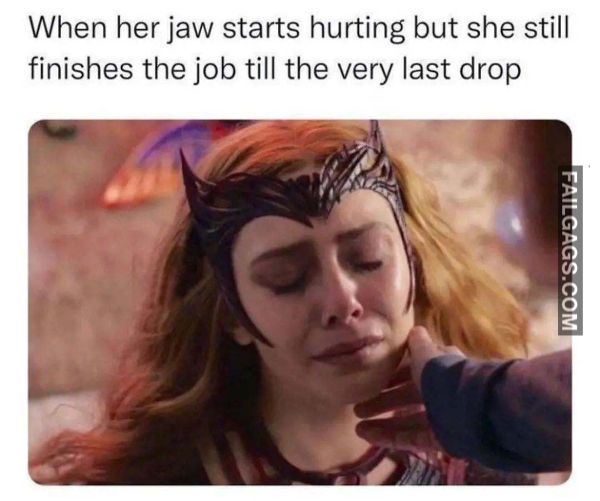 When her jaw starts hurting but she still
finishes the job till the very last drop
FAILGAGS.COM